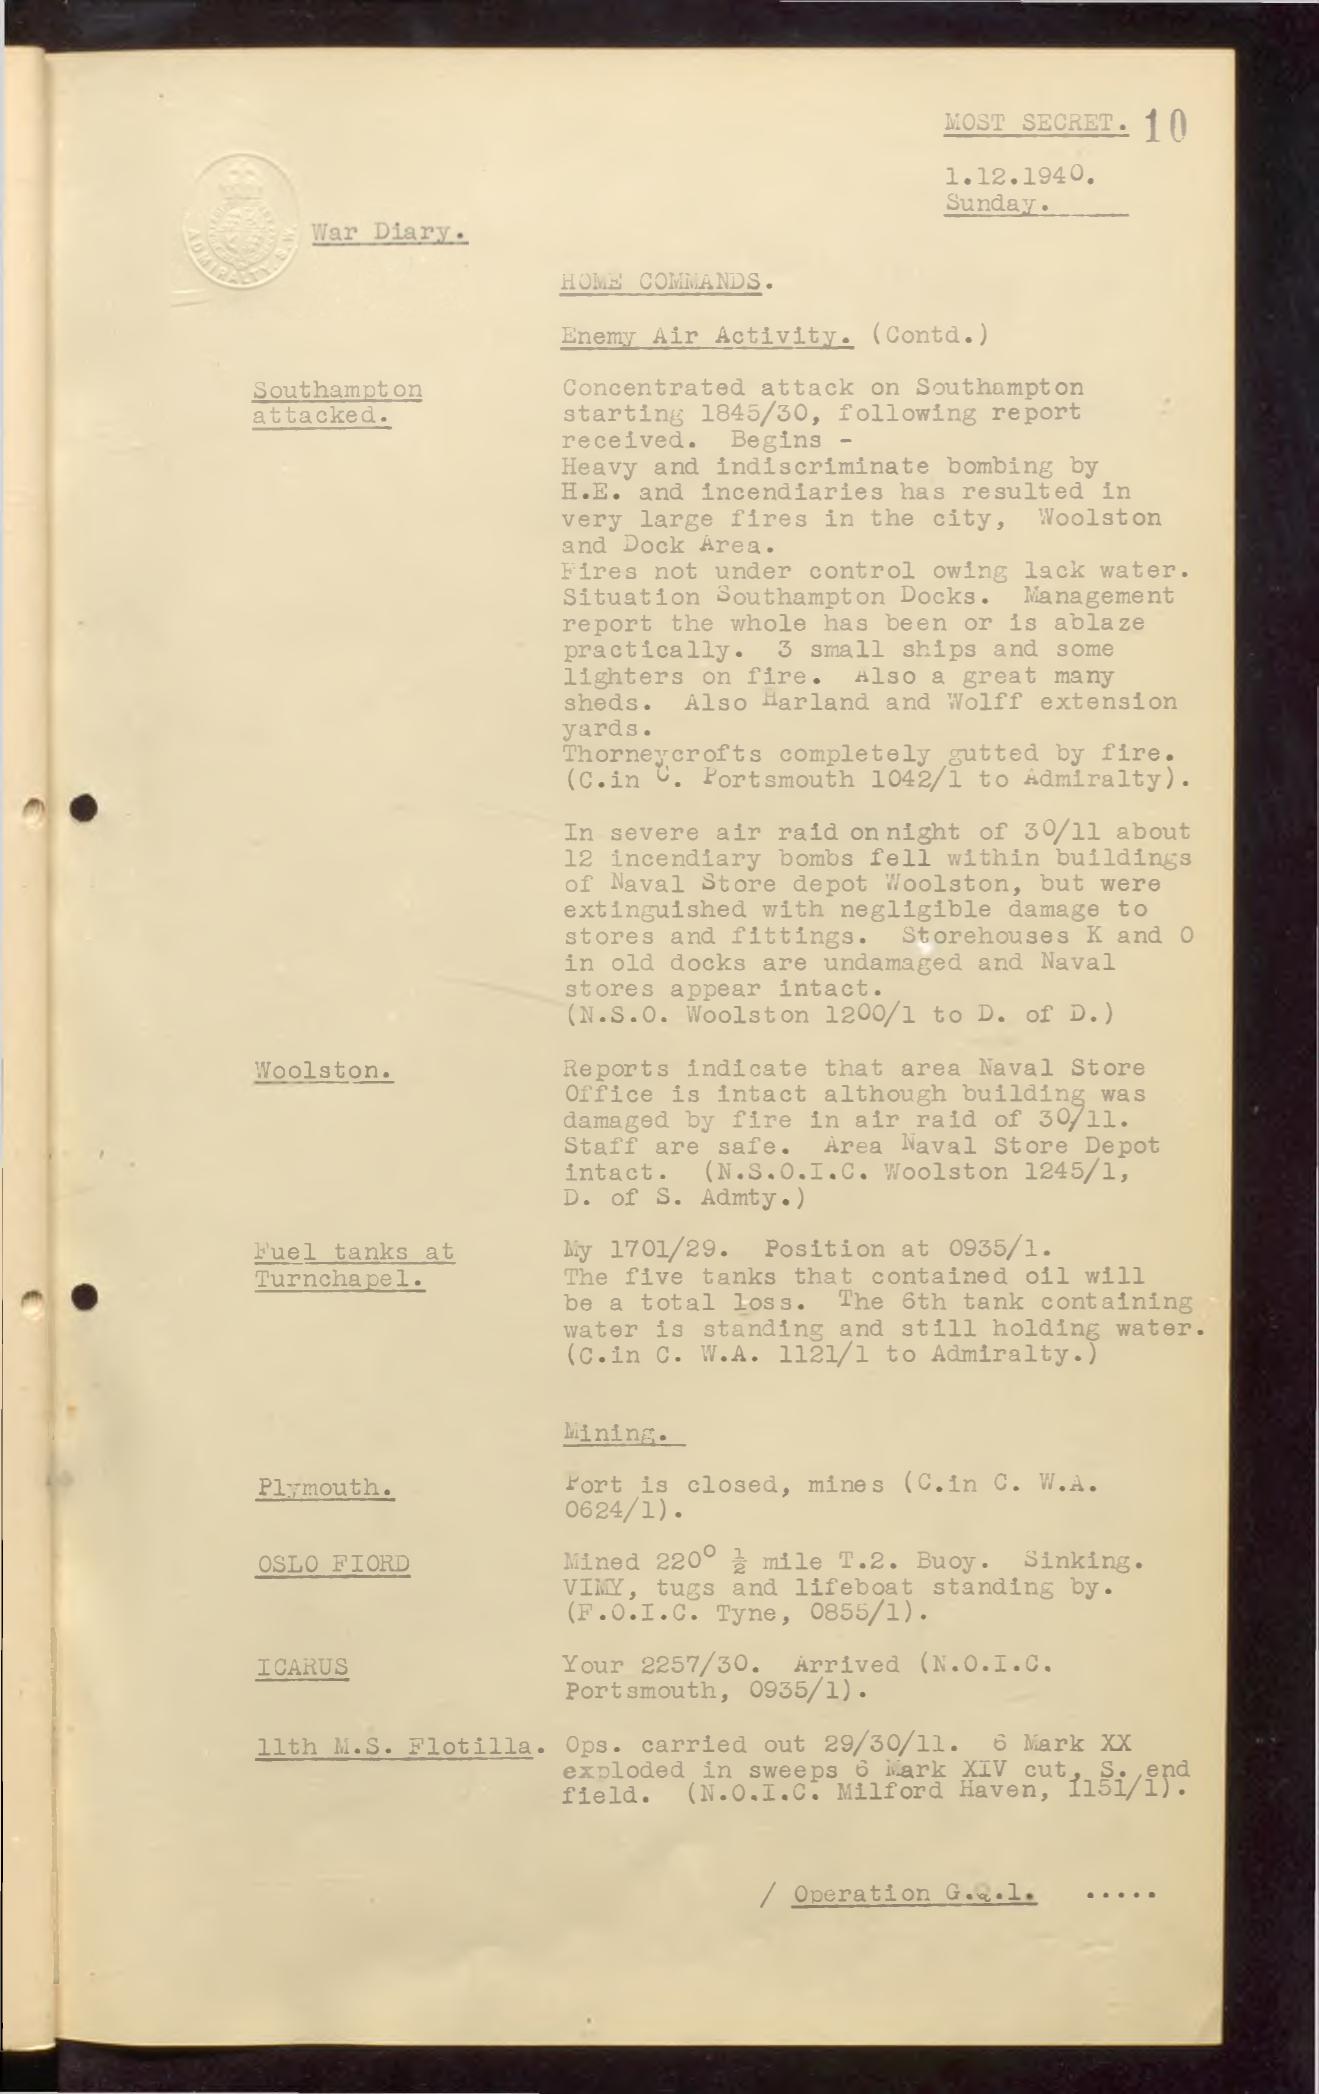 MOST SECRET. 10
1.12.1940.
Sunday.
ADMIRALTY. S.W.
War Diary.
HOME COMMANDS.
Enemy Air Activity. (Contd.)
Southampton
attacked.
Concentrated attack on Southampton
starting 1845/30, following report
received. Begins -
Heavy and indiscriminate bombing by
H.E. and incendiaries has resulted in
very large fires in the city, Woolston
and Dock Area.
Fires not under control owing lack water.
Situation Southampton Docks. Management
report the whole has been or is ablaze
practically. 3 small ships and some
lighters on fire. Also a great many
sheds. Also Harland and Wolff extension
yards.
Thorneycrofts completely gutted by fire.
(C.in C. Portsmouth 1042/1 to Admiralty).
In severe air raid on night of 30/11 about
12 incendiary bombs fell within buildings
of Naval Store depot Woolston, but were
extinguished with negligible damage to
stores and fittings. Storehouses K and O
in old docks are undamaged and Naval
stores appear intact.
(N.S.O. Woolston 1200/1 to D. of D.)
Woolston.
Reports indicate that area Naval Store
Office is intact although building was
damaged by fire in air raid of 30/11.
Staff are safe. Area Naval Store Depot
intact. (N.S.O.I.C. Woolston 1245/1,
D. of S. Admty.)
Fuel tanks at
Turnchapel.
My 1701/29. Position at 0935/1.
The five tanks that contained oil will
be a total loss. The 6th tank containing
water is standing and still holding water.
(C.in C. W.A. 1121/1 to Admiralty.)
Mining.
Plymouth.
Port is closed, mines (C.in C. W.A.
0624/1).
OSLO FIORD
Mined 220° ½ mile T.2. Buoy. Sinking.
VIMY, tugs and lifeboat standing by.
(F.O.I.C. Tyne, 0855/1).
ICARUS
Your 2257/30. Arrived (N.O.I.C.
Portsmouth, 0935/1).
11th M.S. Flotilla.
Ops. carried out 29/30/11. 6 Mark XX
exploded in sweeps 6 Mark XIV cut, S. end
field. (N.O.I.C. Milford Haven, 1151/1).
/ Operation G.Q.1. .....